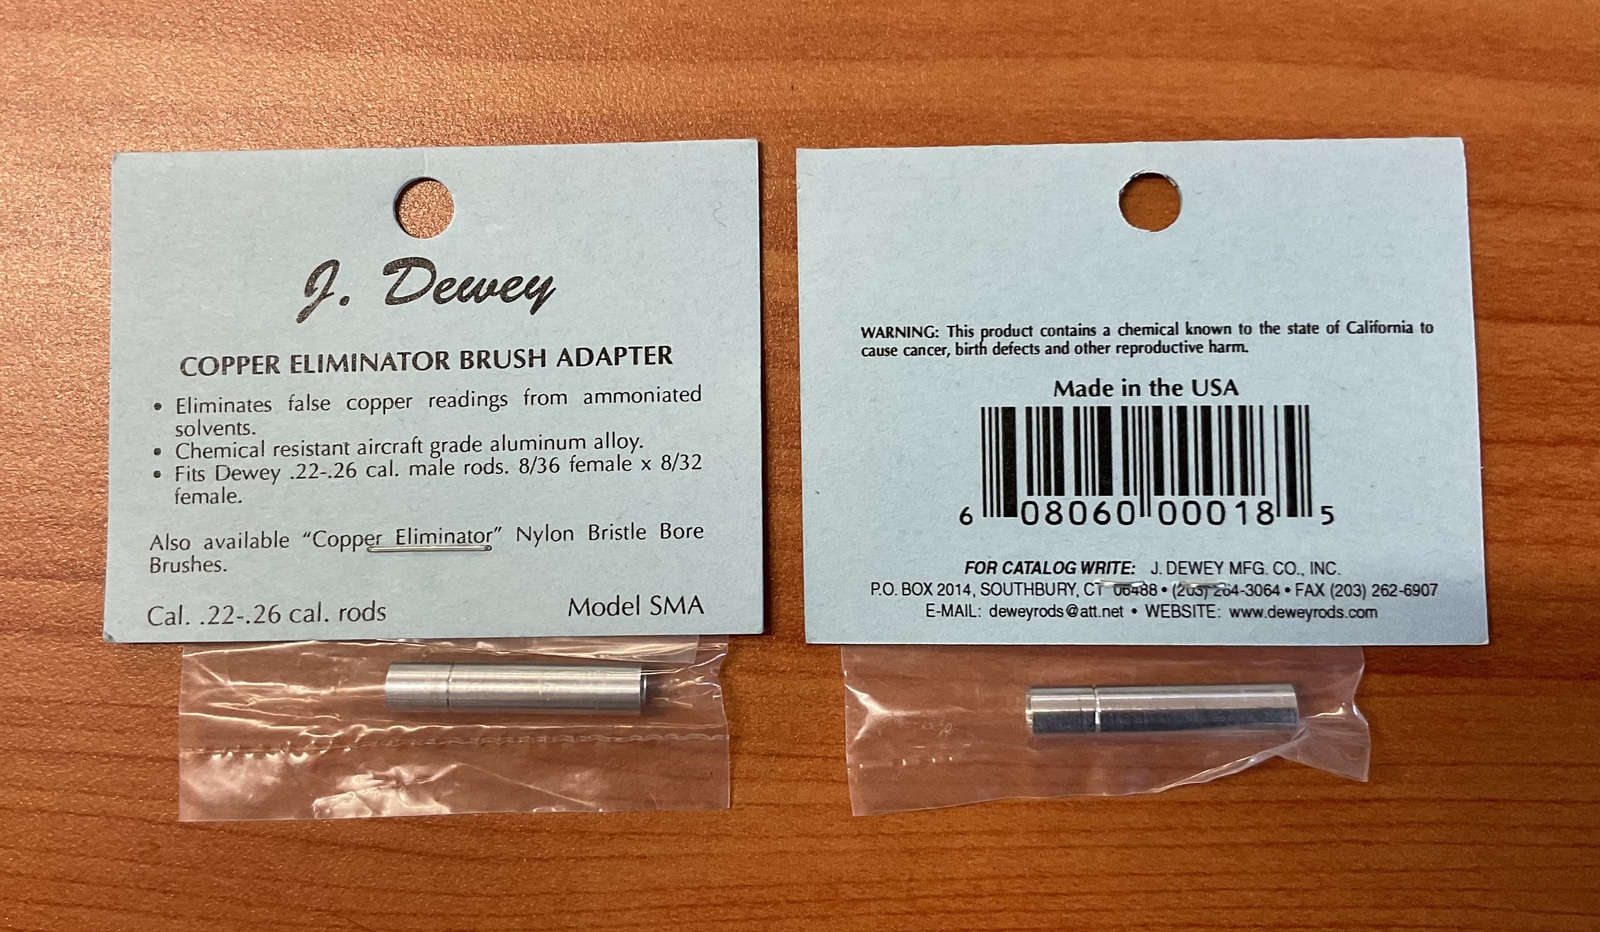 J. Dewey
COPPER ELIMINATOR BRUSH ADAPTER
• Eliminates false copper readings from ammoniated
solvents.
• Chemical resistant aircraft grade aluminum alloy.
• Fits Dewey .22-.26 cal. male rods. 8/36 female x 8/32
female.
Also available “Copper Eliminator” Nylon Bristle Bore
Brushes.
Cal. .22-.26 cal. rods Model SMA
WARNING: This product contains a chemical known to the state of California to
cause cancer, birth defects and other reproductive harm.
Made in the USA
6 08060 00018 5
FOR CATALOG WRITE: J. DEWEY MFG. CO., INC.
P.O. BOX 2014, SOUTHBURY, CT 06488 • (203) 264-3064 • FAX (203) 262-6907
E-MAIL: deweyrods@att.net • WEBSITE: www.deweyrods.com